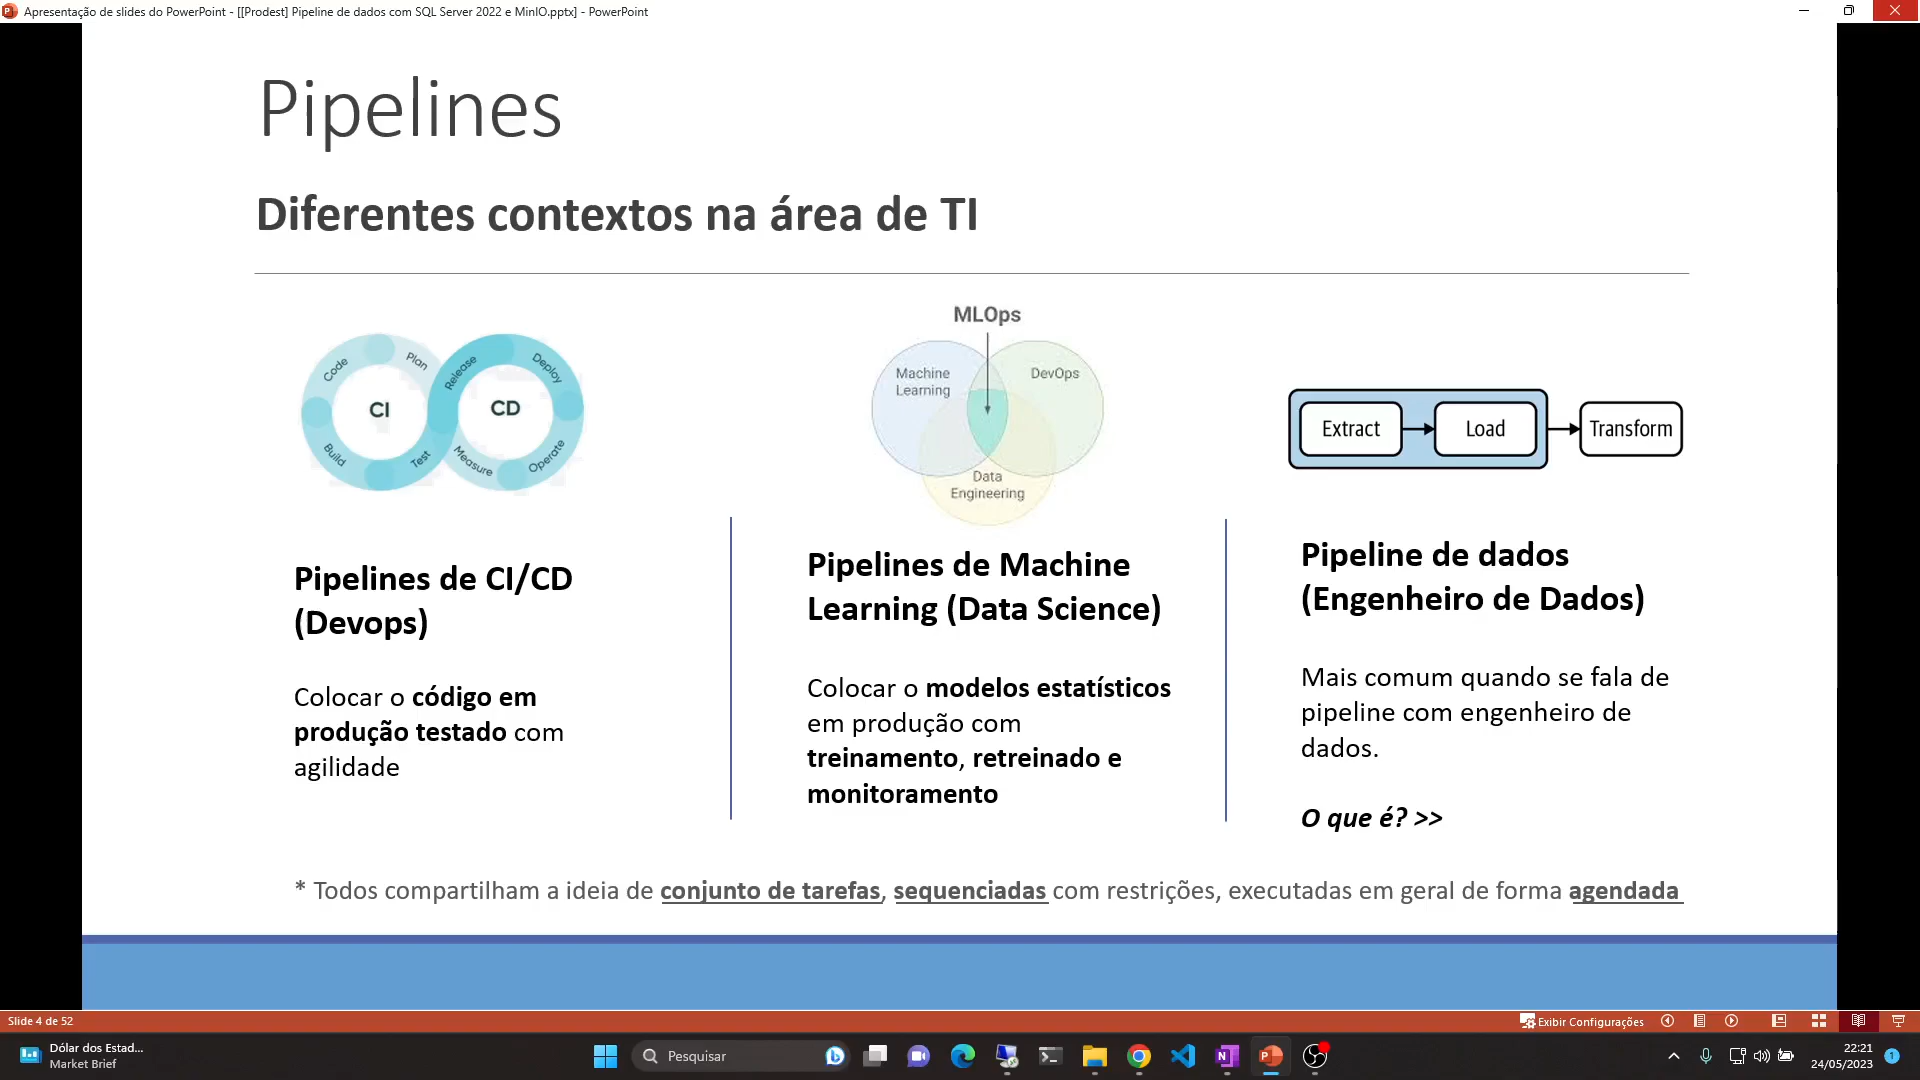 Apresentação de slides do PowerPoint - [[Prodest] Pipeline de dados com SQL Server 2022 e MinIO.pptx] - PowerPoint
Pipelines
Diferentes contextos na área de TI
Code
Plan
Release
Deploy
CI
CD
Build
Test
Measure
Operate
Pipelines de CI/CD
(Devops)
Colocar o código em
produção testado com
agilidade
MLOps
Machine
Learning
DevOps
Data
Engineering
Pipelines de Machine
Learning (Data Science)
Colocar o modelos estatísticos
em produção com
treinamento, retreinado e
monitoramento
Extract
Load
Transform
Pipeline de dados
(Engenheiro de Dados)
Mais comum quando se fala de
pipeline com engenheiro de
dados.
O que é? >>
* Todos compartilham a ideia de conjunto de tarefas, sequenciadas com restrições, executadas em geral de forma agendada
Slide 4 de 52
Exibir Configurações
Dólar dos Estad...
Market Brief
Pesquisar
22:21
24/05/2023
1